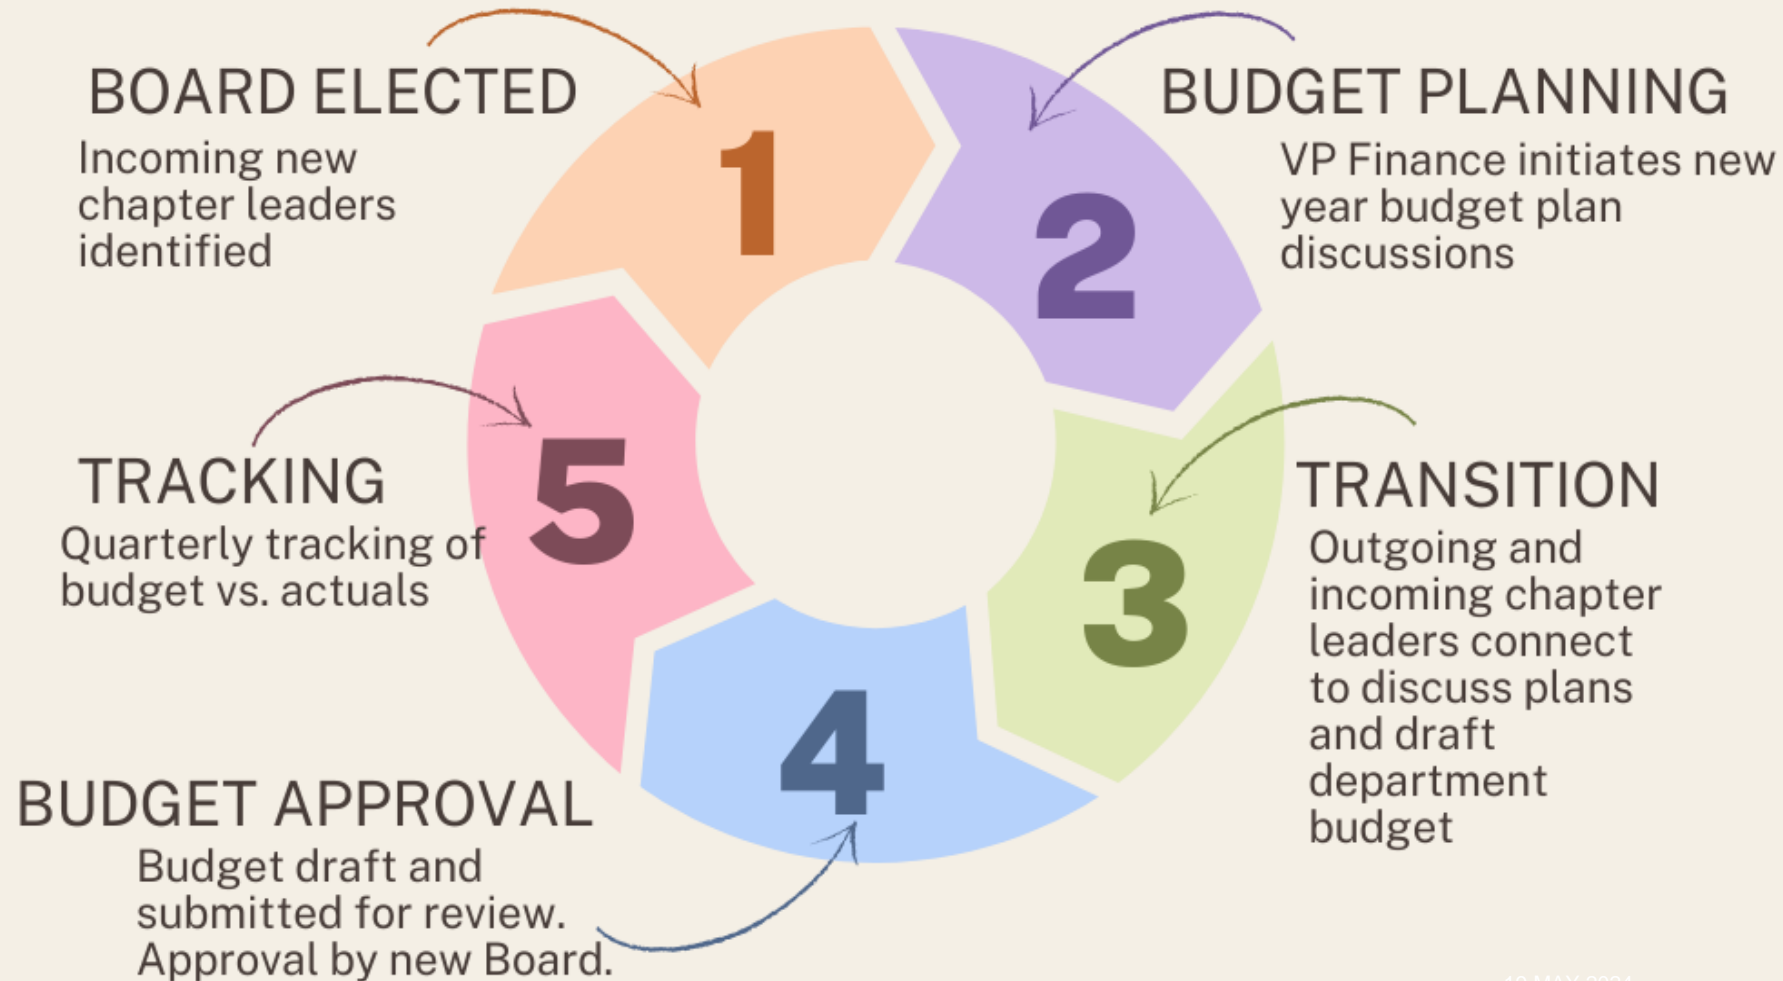 BOARD ELECTED
Incoming new
chapter leaders
identified
1
BUDGET PLANNING
VP Finance initiates new
year budget plan
discussions
2
TRANSITION
Outgoing and
incoming chapter
leaders connect
to discuss plans
and draft
department
budget
3
BUDGET APPROVAL
Budget draft and
submitted for review.
Approval by new Board.
4
TRACKING
Quarterly tracking of
budget vs. actuals
5